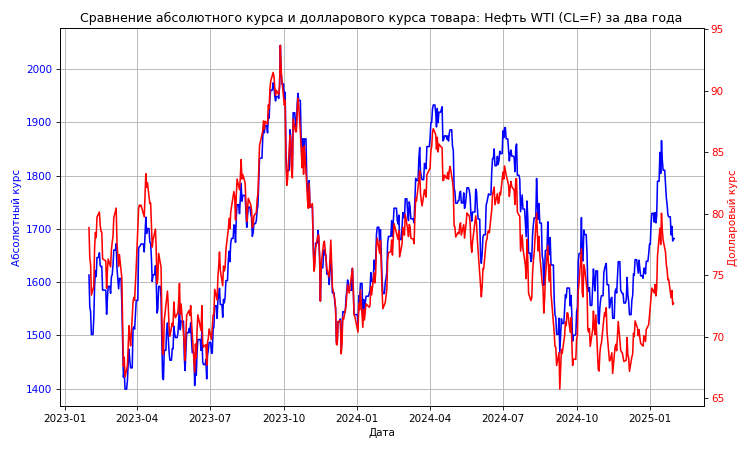 Сравнение абсолютного курса и долларового курса товара: Нефть WTI (CL=F) за два года
Абсолютный курс
2000
1900
1800
1700
1600
1500
1400
95
90
85
80
75
70
65
Долларовый курс
2023-01 2023-04 2023-07 2023-10 2024-01 2024-04 2024-07 2024-10 2025-01
Дата